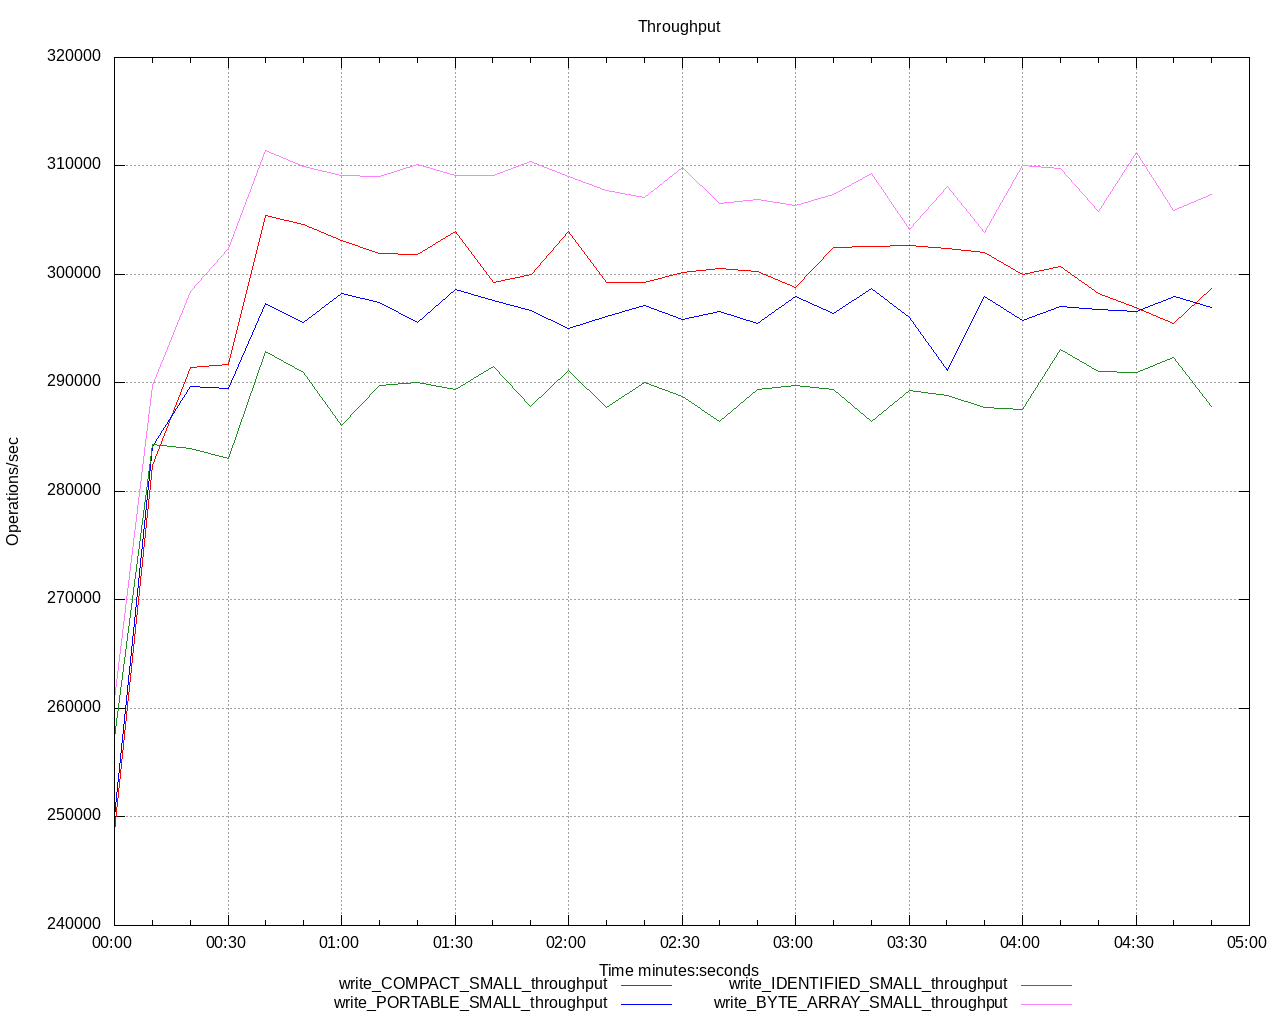 Throughput
320000
310000
300000
290000
280000
270000
260000
250000
240000
Operations/sec
00:00 00:30 01:00 01:30 02:00 02:30 03:00 03:30 04:00 04:30 05:00
Time minutes:seconds
write_COMPACT_SMALL_throughput write_IDENTIFIED_SMALL_throughput
write_PORTABLE_SMALL_throughput write_BYTE_ARRAY_SMALL_throughput